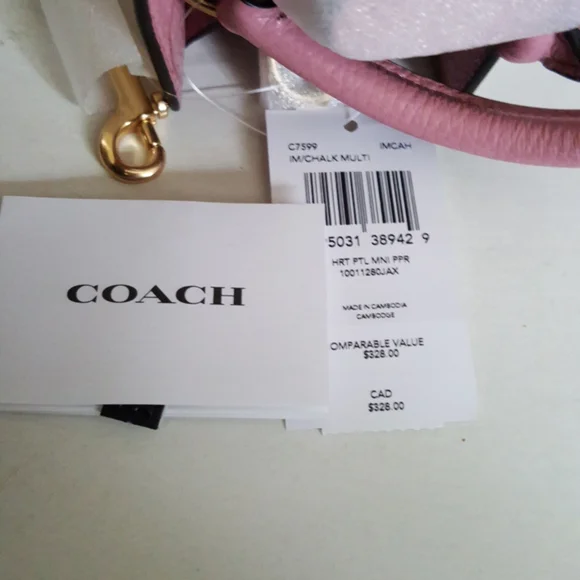 C7599 IMCAH
IM/CHALK MULTI
5031 38942 9
HRT PTL MNI PPR
10011280JAX
MADE IN CAMBODIA
CAMBODGE
OMPARABLE VALUE
$328.00
CAD
$328.00
COACH